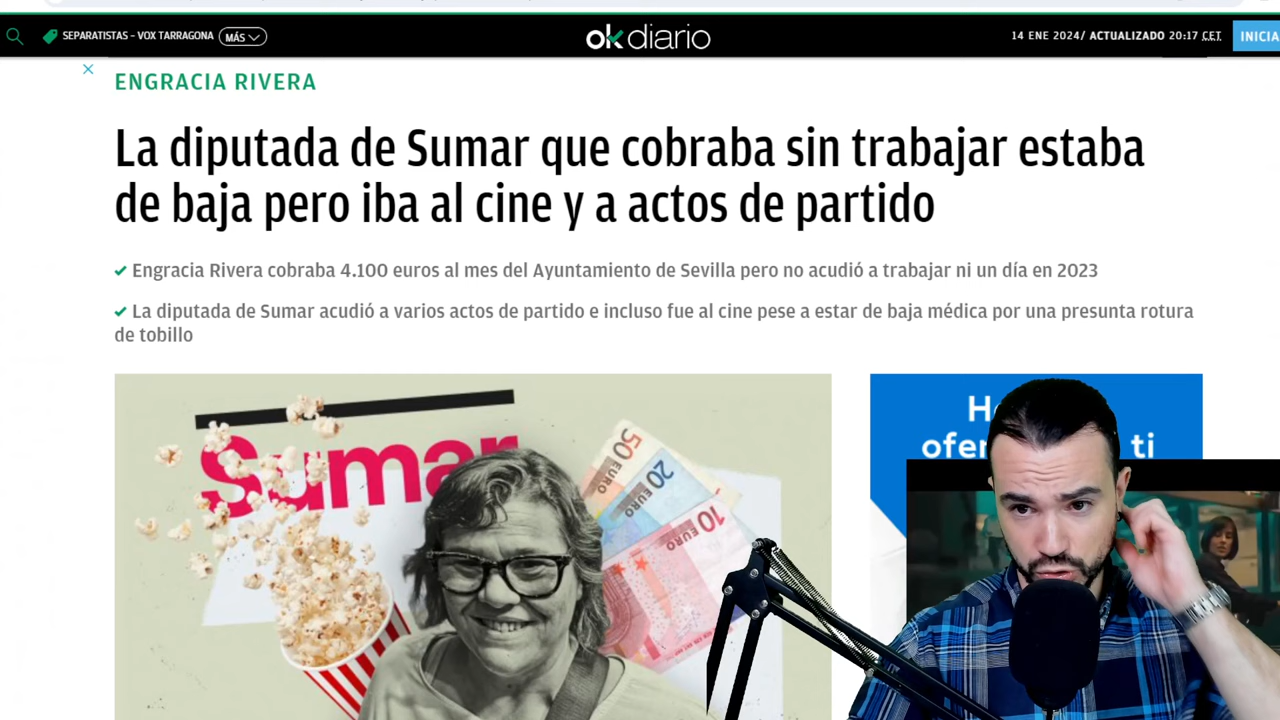 SEPARATISTAS – VOX TARRAGONA
MÁS
okdiario
14 ENE 2024/ ACTUALIZADO 20:17 CET
INICIA
ENGRACIA RIVERA
La diputada de Sumar que cobraba sin trabajar estaba
de baja pero iba al cine y a actos de partido
Engracia Rivera cobraba 4.100 euros al mes del Ayuntamiento de Sevilla pero no acudió a trabajar ni un día en 2023
La diputada de Sumar acudió a varios actos de partido e incluso fue al cine pese a estar de baja médica por una presunta rotura
de tobillo
Sumar
50 EURO
20 EURO
10 EURO
H
ofer ti